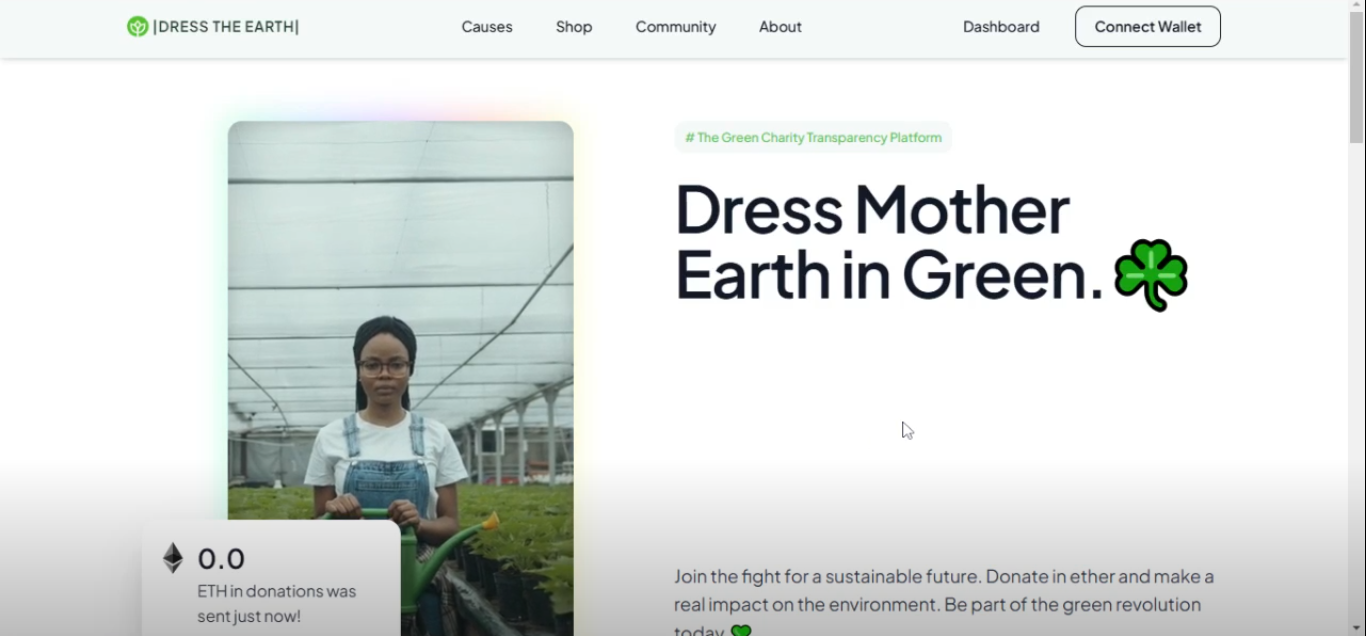 |DRESS THE EARTH|
Causes
Shop
Community
About
Dashboard
Connect Wallet
# The Green Charity Transparency Platform
Dress Mother
Earth in Green.
0.0
ETH in donations was
sent just now!
Join the fight for a sustainable future. Donate in ether and make a
real impact on the environment. Be part of the green revolution
today